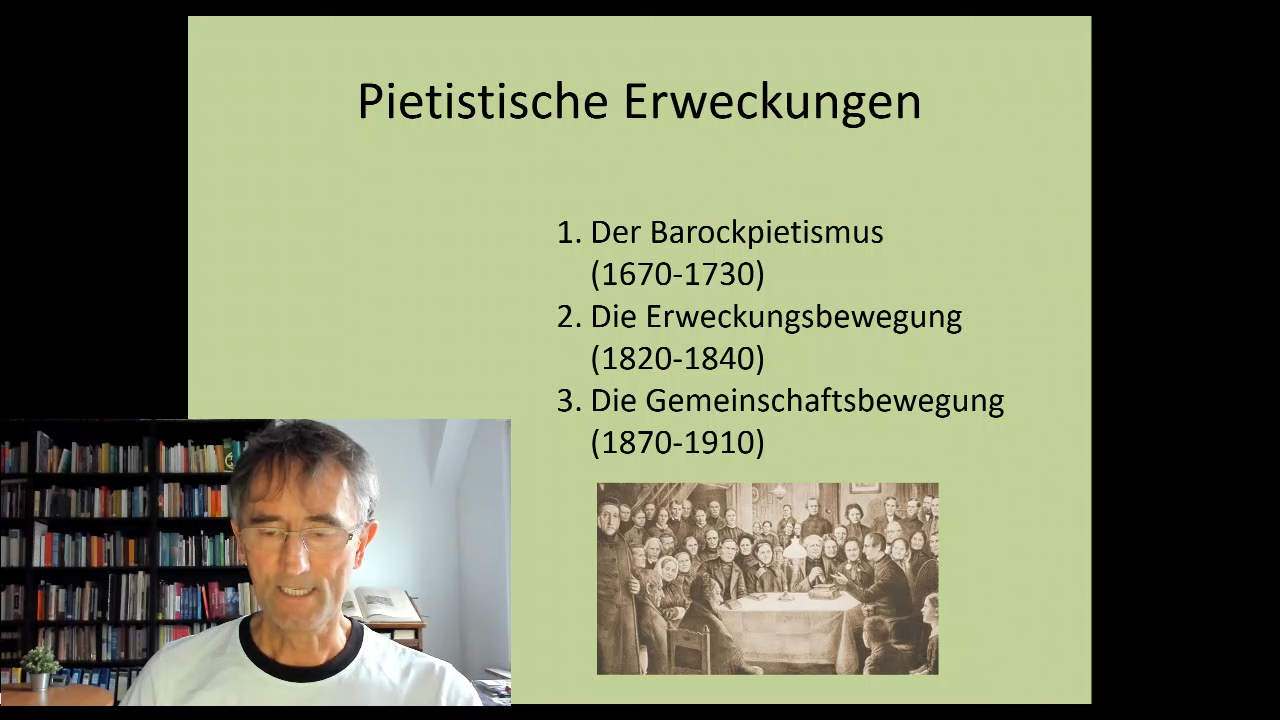 Pietistische Erweckungen
1. Der Barockpietismus
(1670-1730)
2. Die Erweckungsbewegung
(1820-1840)
3. Die Gemeinschaftsbewegung
(1870-1910)